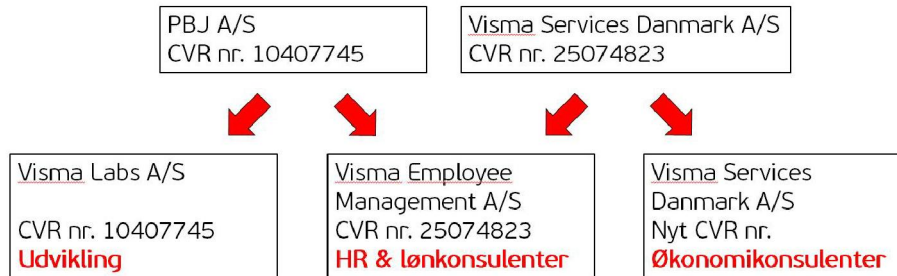 PBJ A/S
CVR nr. 10407745
Visma Services Danmark A/S
CVR nr. 25074823
Visma Labs A/S
CVR nr. 10407745
Udvikling
Visma Employee
Management A/S
CVR nr. 25074823
HR & lønkonsulenter
Visma Services
Danmark A/S
Nyt CVR nr.
Økonomikonsulenter